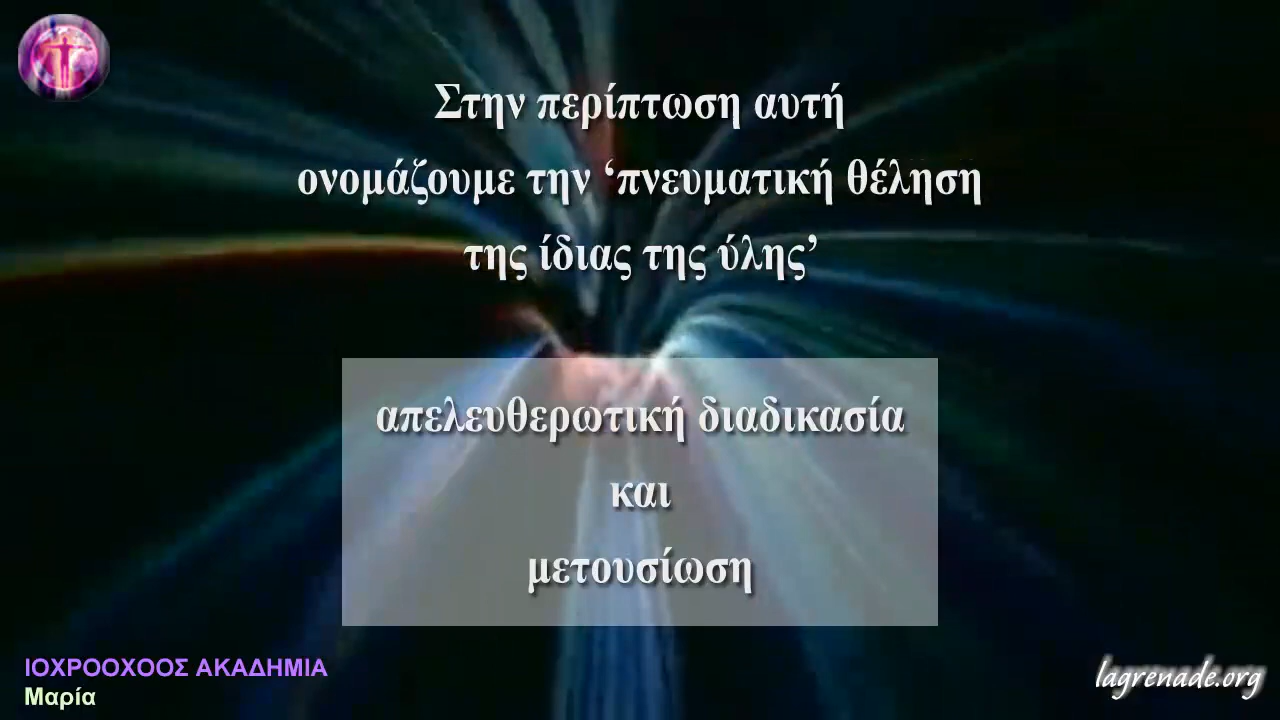 Στην περίπτωση αυτή
ονομάζουμε την ‘πνευματική θέληση
της ίδιας της ύλης’
απελευθερωτική διαδικασία
και
μετουσίωση
ΙΟΧΡΟΟΧΟΟΣ ΑΚΑΔΗΜΙΑ
Μαρία
lagrenade.org